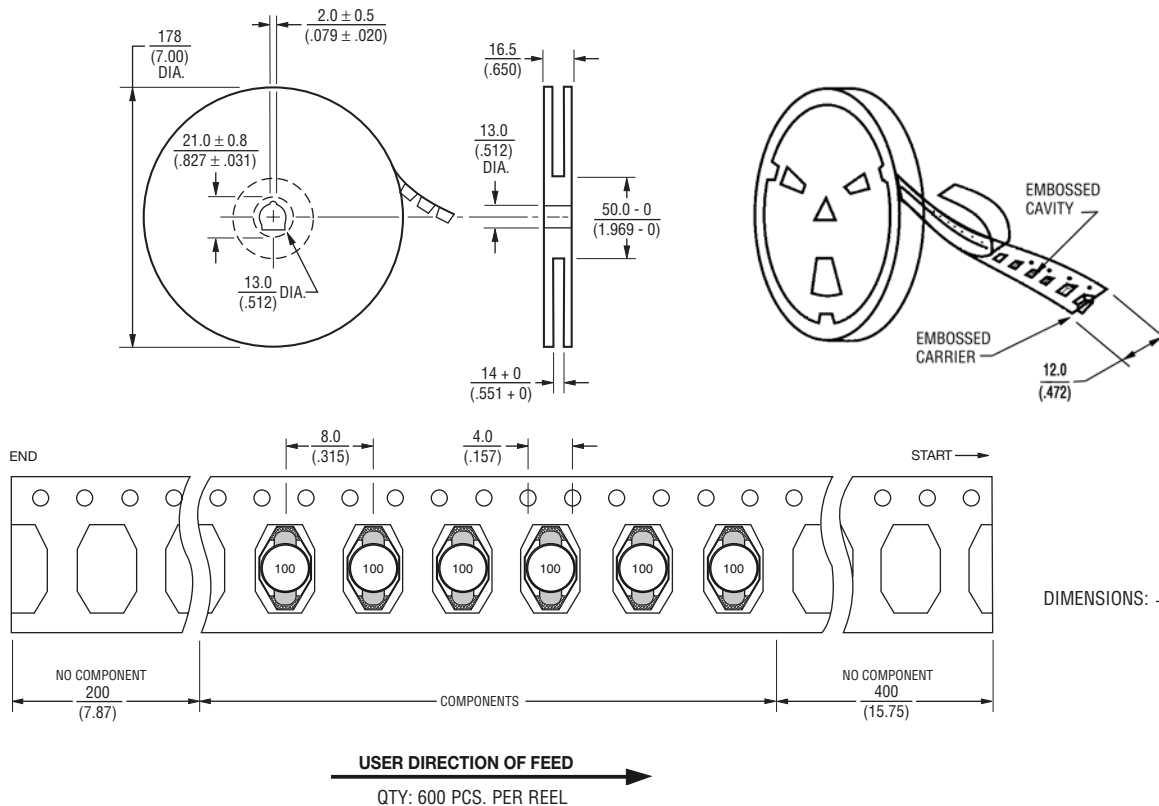 2.0 ± 0.5
(.079 ± .020)
178
(7.00)
DIA.
16.5
(.650)
21.0 ± 0.8
(.827 ± .031)
13.0
(.512)
DIA.
50.0 - 0
(1.969 - 0)
13.0
(.512)
DIA.
14 + 0
(.551 + 0)
EMBOSSED
CAVITY
EMBOSSED
CARRIER
12.0
(.472)
END
8.0
(.315)
4.0
(.157)
START
100 100 100 100 100 100
DIMENSIONS:
NO COMPONENT
200
(7.87)
COMPONENTS
NO COMPONENT
400
(15.75)
USER DIRECTION OF FEED
QTY: 600 PCS. PER REEL